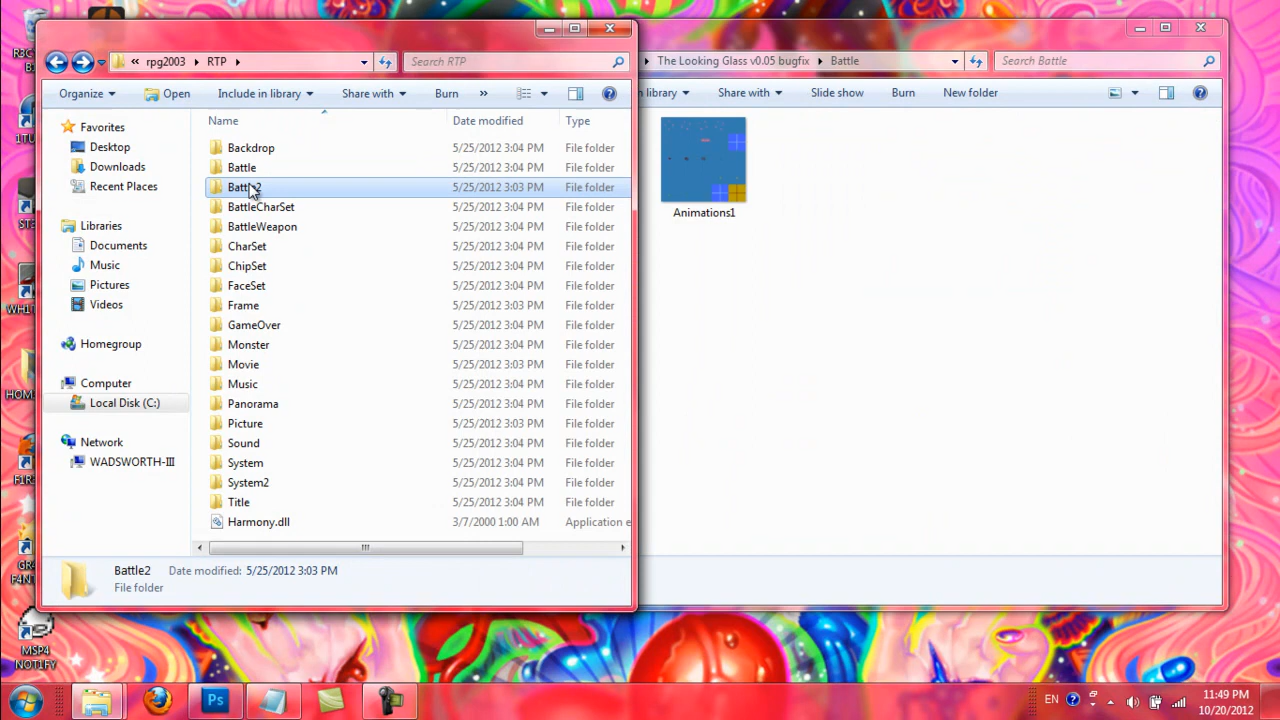 « rpg2003 RTP
Search RTP
The Looking Glass v0.05 bugfix Battle
Search Battle
Organize Open Include in library Share with Burn »
n library Share with Slide show Burn New folder
Name Date modified Type
Favorites
Desktop
Downloads
Recent Places
Libraries
Documents
Music
Pictures
Videos
Homegroup
Computer
Local Disk (C:)
Network
WADSWORTH-III
Backdrop 5/25/2012 3:04 PM File folder
Battle 5/25/2012 3:04 PM File folder
Battle2 5/25/2012 3:03 PM File folder
BattleCharSet 5/25/2012 3:04 PM File folder
BattleWeapon 5/25/2012 3:04 PM File folder
CharSet 5/25/2012 3:04 PM File folder
ChipSet 5/25/2012 3:04 PM File folder
FaceSet 5/25/2012 3:04 PM File folder
Frame 5/25/2012 3:03 PM File folder
GameOver 5/25/2012 3:04 PM File folder
Monster 5/25/2012 3:04 PM File folder
Movie 5/25/2012 3:03 PM File folder
Music 5/25/2012 3:04 PM File folder
Panorama 5/25/2012 3:04 PM File folder
Picture 5/25/2012 3:03 PM File folder
Sound 5/25/2012 3:04 PM File folder
System 5/25/2012 3:04 PM File folder
System2 5/25/2012 3:04 PM File folder
Title 5/25/2012 3:04 PM File folder
Harmony.dll 3/7/2000 1:00 AM Application e
Animations1
Battle2 Date modified: 5/25/2012 3:03 PM
File folder
MSP4
NOT1FY
Ps
EN
11:49 PM
10/20/2012